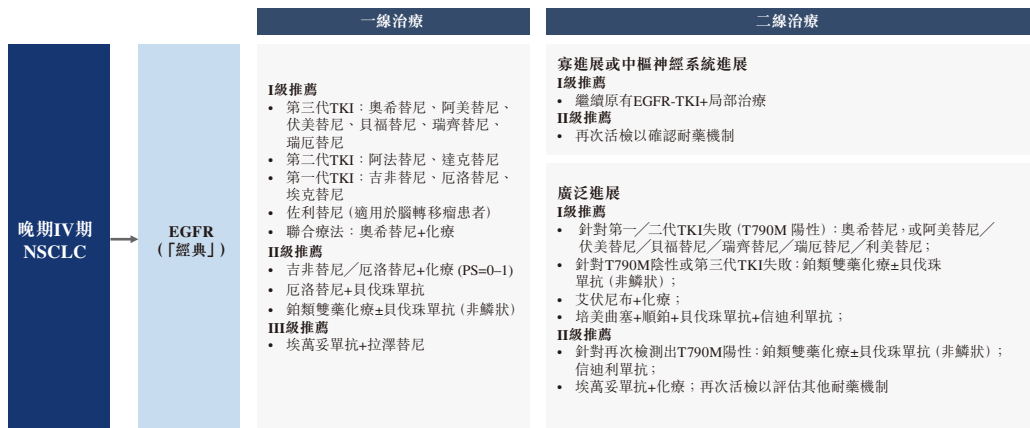 一線治療
二線治療
晚期IV期
NSCLC
EGFR
(「經典」)
I級推薦
• 第三代TKI：奧希替尼、阿美替尼、
伏美替尼、貝福替尼、瑞齊替尼、
瑞厄替尼
• 第二代TKI：阿法替尼、達克替尼
• 第一代TKI：吉非替尼、厄洛替尼、
埃克替尼
• 佐利替尼 (適用於腦轉移瘤患者)
• 聯合療法：奧希替尼+化療
II級推薦
• 吉非替尼╱厄洛替尼+化療 (PS=0–1)
• 厄洛替尼+貝伐珠單抗
• 鉑類雙藥化療±貝伐珠單抗 (非鱗狀)
III級推薦
• 埃萬妥單抗+拉澤替尼
寡進展或中樞神經系統進展
I級推薦
• 繼續原有EGFR-TKI+局部治療
II級推薦
• 再次活檢以確認耐藥機制
廣泛進展
I級推薦
• 針對第一╱二代TKI失敗 (T790M 陽性)：奧希替尼，或阿美替尼╱
伏美替尼╱貝福替尼╱瑞齊替尼╱瑞厄替尼╱利美替尼；
• 針對T790M陰性或第三代TKI失敗：鉑類雙藥化療±貝伐珠
單抗 (非鱗狀)；
• 艾伏尼布+化療；
• 培美曲塞+順鉑+貝伐珠單抗+信迪利單抗；
II級推薦
• 針對再次檢測出T790M陽性：鉑類雙藥化療±貝伐珠單抗 (非鱗狀)；
信迪利單抗；
• 埃萬妥單抗+化療；再次活檢以評估其他耐藥機制